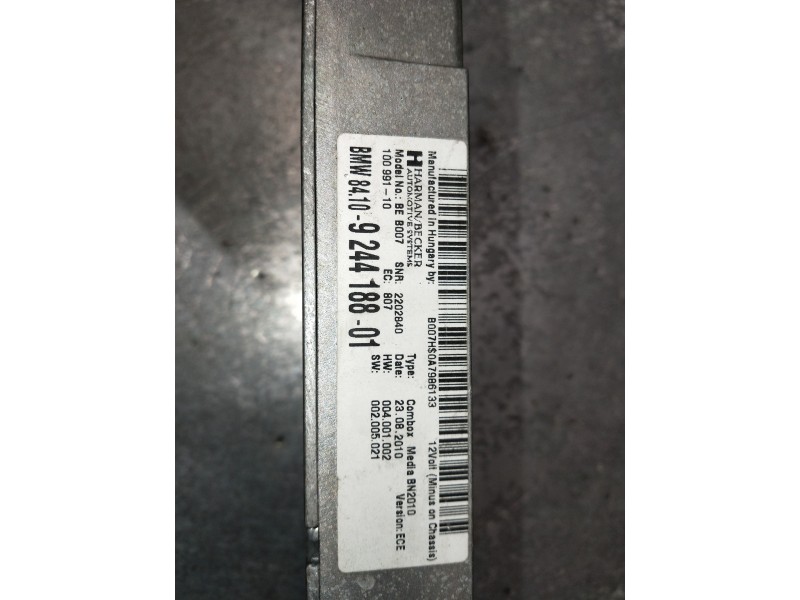 Manufactured in Hungary by: B007HS0A7986133 12Volt (Minus on Chassis)
H HARMAN/BECKER
AUTOMOTIVE SYSTEMS
Type: Combox Media BN2010
Model No.: BE B007 SNR: 2202840 Date: 23.08.2010 Version: ECE
100 991-10 EC: 807 HW: 004.001.002
SW: 002.005.021
BMW 84.10-9 244 188-01